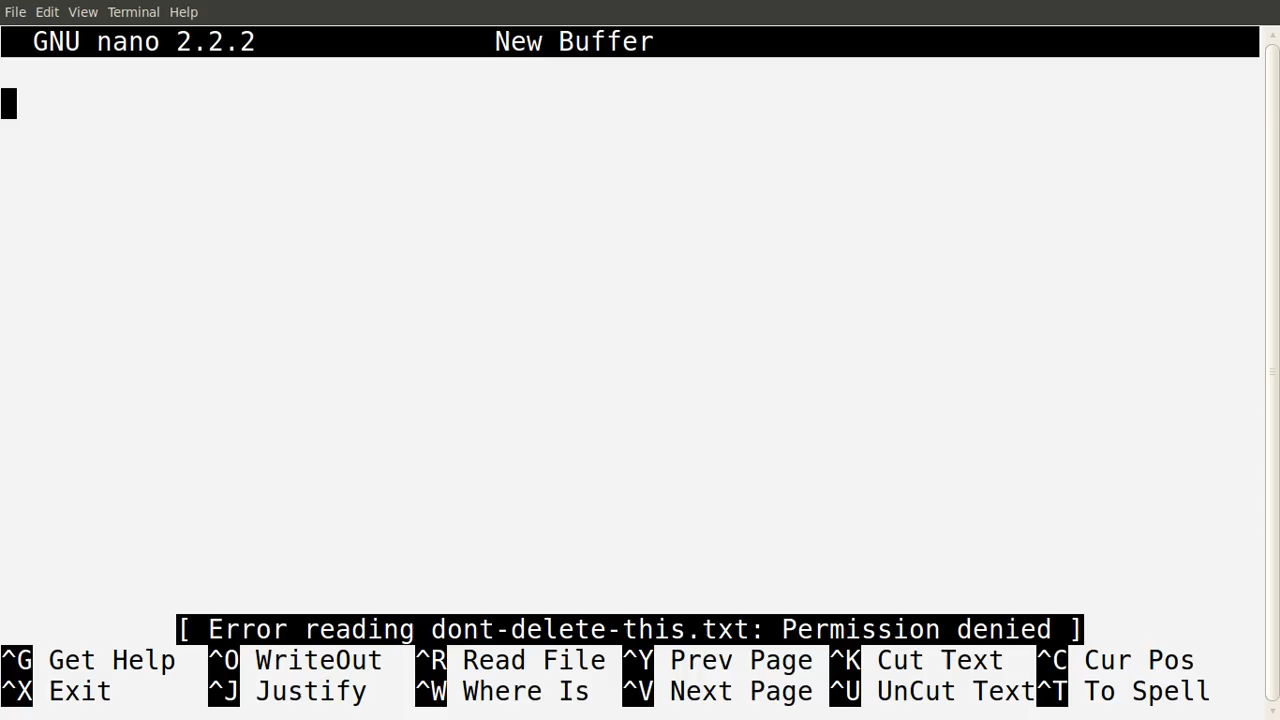 File Edit View Terminal Help
GNU nano 2.2.2 New Buffer
[ Error reading dont-delete-this.txt: Permission denied ]
^G Get Help ^O WriteOut ^R Read File ^Y Prev Page ^K Cut Text ^C Cur Pos
^X Exit ^J Justify ^W Where Is ^V Next Page ^U UnCut Text ^T To Spell